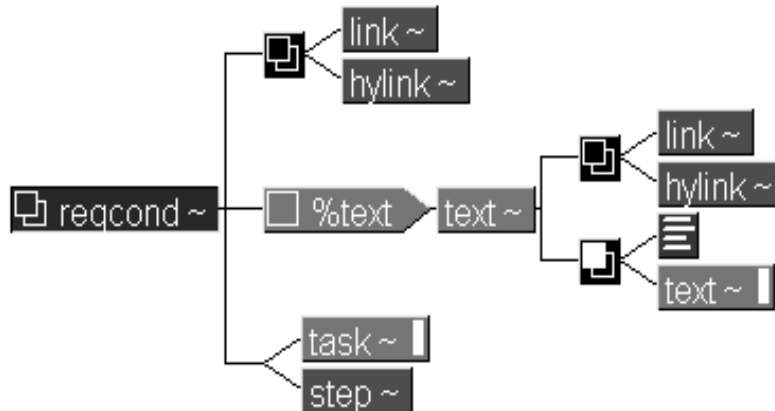 link ~
hylink ~
link ~
hylink ~
reqcond ~
%text
text ~
text ~
task ~
step ~